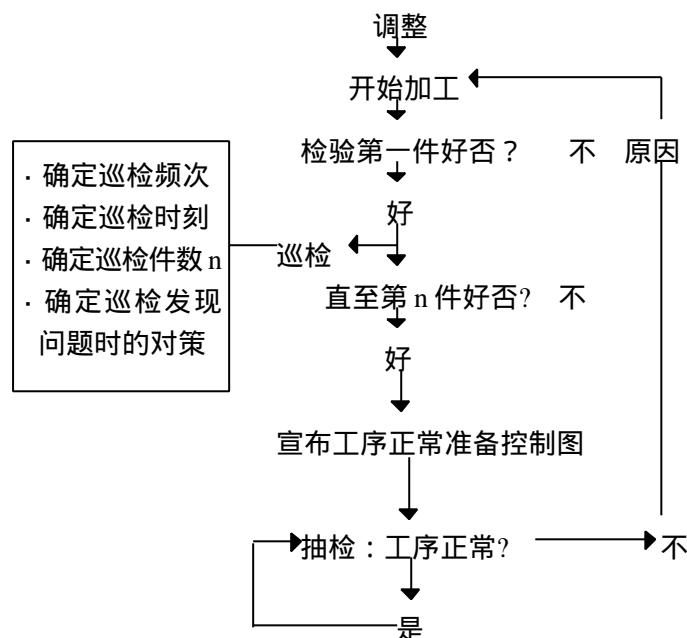 调整
开始加工
检验第一件好否？ 不 原因
· 确定巡检频次
· 确定巡检时刻
· 确定巡检件数 n
· 确定巡检发现
问题时的对策
好
巡检
直至第 n 件好否? 不
好
宣布工序正常准备控制图
抽检：工序正常? 不
是